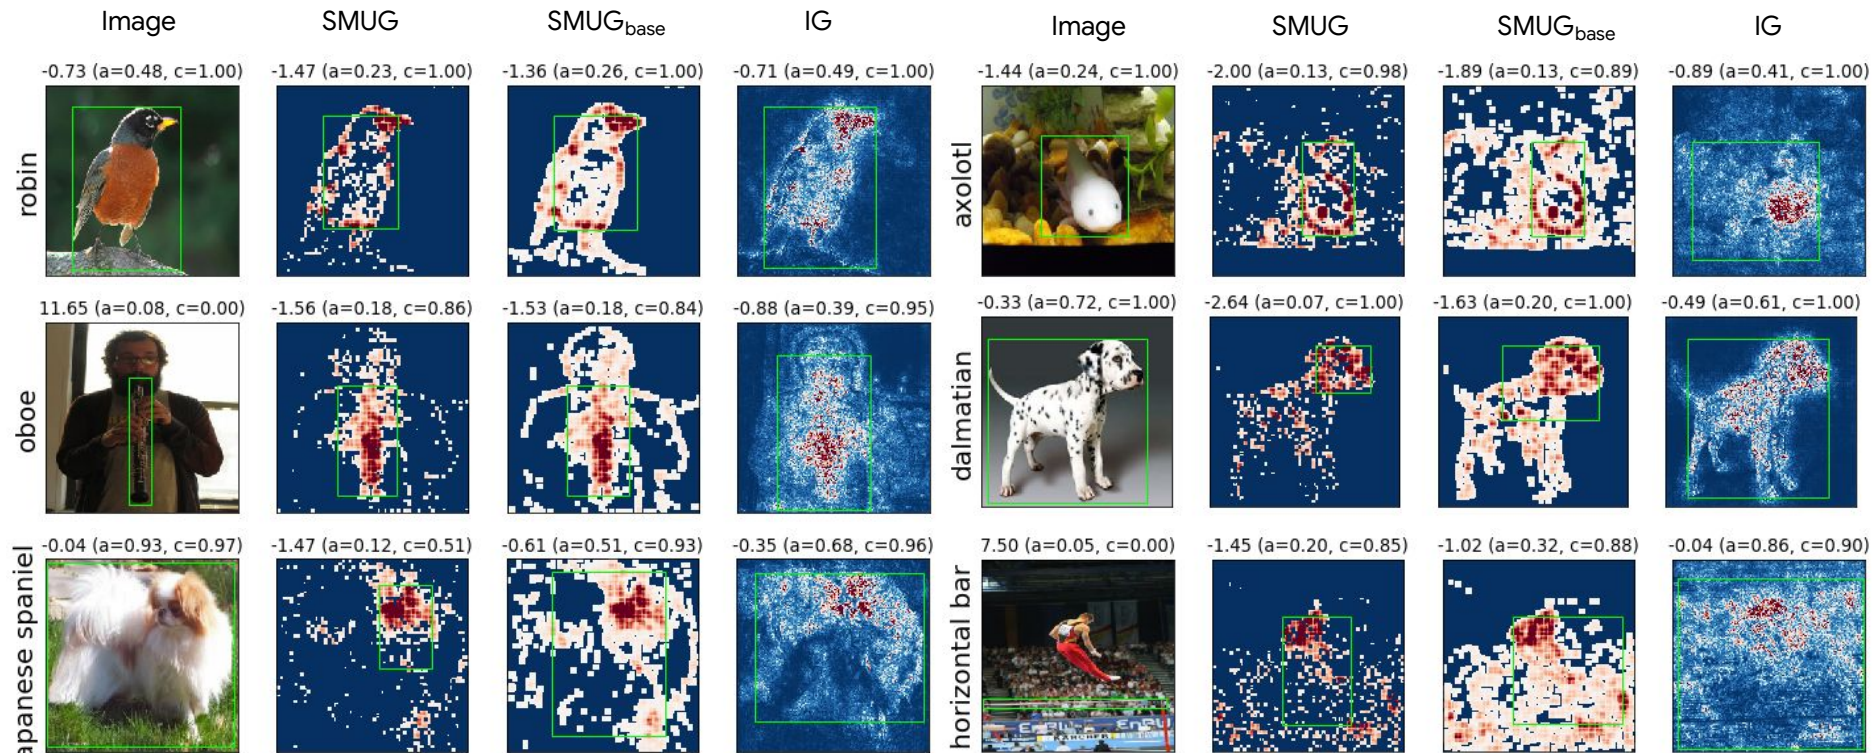 Image SMUG SMUGbase IG Image SMUG SMUGbase IG
-0.73 (a=0.48, c=1.00) -1.47 (a=0.23, c=1.00) -1.36 (a=0.26, c=1.00) -0.71 (a=0.49, c=1.00) -1.44 (a=0.24, c=1.00) -2.00 (a=0.13, c=0.98) -1.89 (a=0.13, c=0.89) -0.89 (a=0.41, c=1.00)
robin axolotl
11.65 (a=0.08, c=0.00) -1.56 (a=0.18, c=0.86) -1.53 (a=0.18, c=0.84) -0.88 (a=0.39, c=0.95) -0.33 (a=0.72, c=1.00) -2.64 (a=0.07, c=1.00) -1.63 (a=0.20, c=1.00) -0.49 (a=0.61, c=1.00)
oboe dalmatian
-0.04 (a=0.93, c=0.97) -1.47 (a=0.12, c=0.51) -0.61 (a=0.51, c=0.93) -0.35 (a=0.68, c=0.96) 7.50 (a=0.05, c=0.00) -1.45 (a=0.20, c=0.85) -1.02 (a=0.32, c=0.88) -0.04 (a=0.86, c=0.90)
apanese spaniel horizontal bar